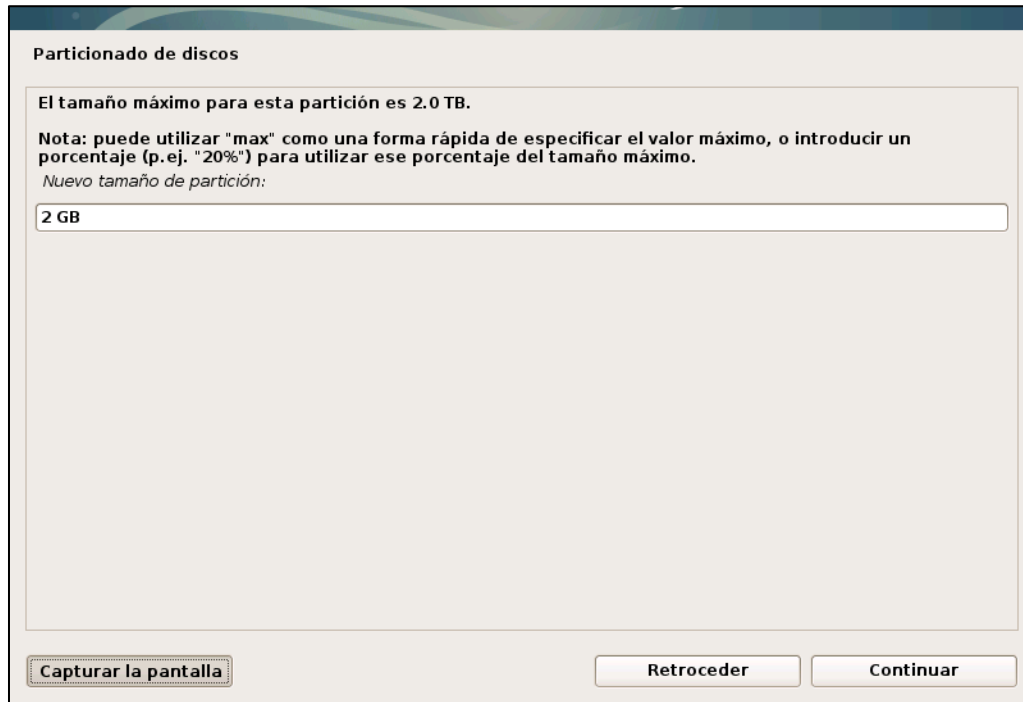 Particionado de discos
El tamaño máximo para esta partición es 2.0 TB.
Nota: puede utilizar "max" como una forma rápida de especificar el valor máximo, o introducir un
porcentaje (p.ej. "20%") para utilizar ese porcentaje del tamaño máximo.
Nuevo tamaño de partición:
2 GB
Capturar la pantalla
Retroceder
Continuar